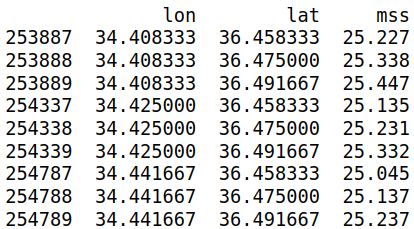 lon lat mss
253887 34.408333 36.458333 25.227
253888 34.408333 36.475000 25.338
253889 34.408333 36.491667 25.447
254337 34.425000 36.458333 25.135
254338 34.425000 36.475000 25.231
254339 34.425000 36.491667 25.332
254787 34.441667 36.458333 25.045
254788 34.441667 36.475000 25.137
254789 34.441667 36.491667 25.237